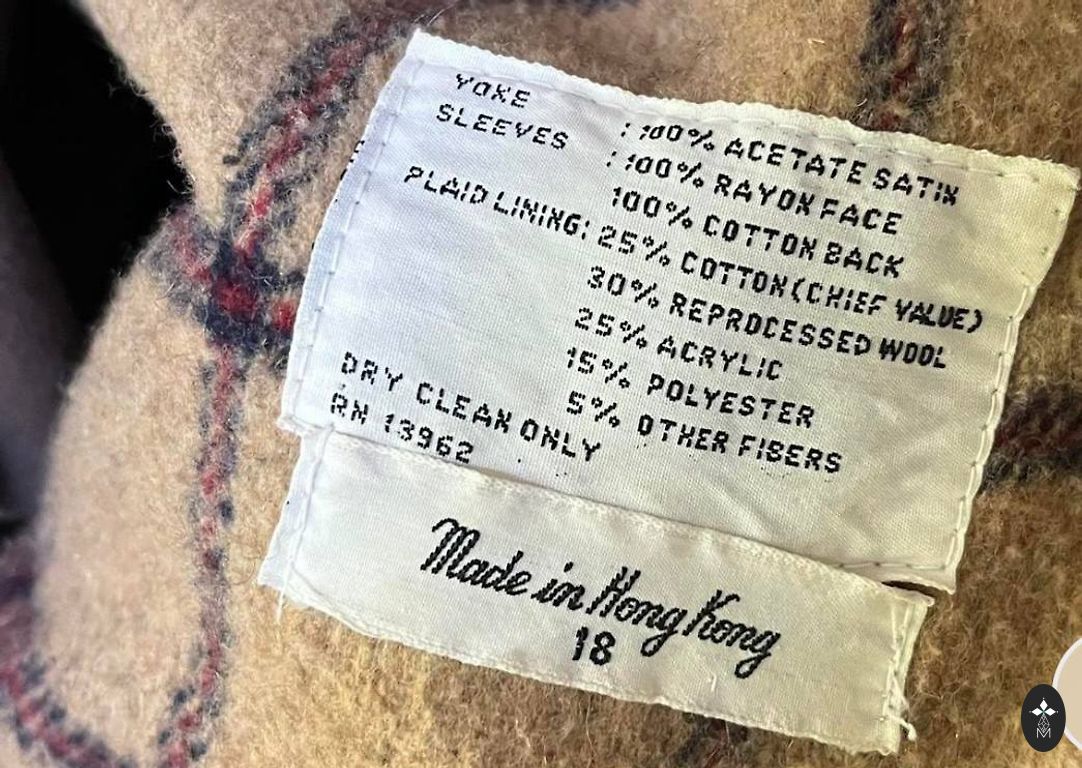 YOKE : 100% ACETATE SATIN
SLEEVES : 100% RAYON FACE
100% COTTON BACK
PLAID LINING: 25% COTTON (CHIEF VALUE)
30% REPROCESSED WOOL
25% ACRYLIC
15% POLYESTER
5% OTHER FIBERS
DRY CLEAN ONLY
RN 13962
Made in Hong Kong
18
M